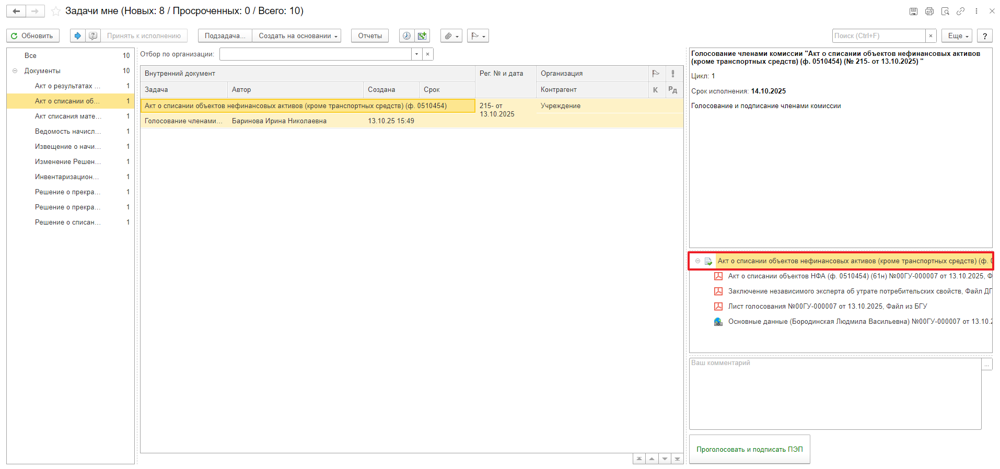 Задачи мне (Новых: 8 / Просроченных: 0 / Всего: 10)
Обновить
Принять к исполнению
Подзадача...
Создать на основании
Отчеты
Поиск (Ctrl+F)
×
Еще
?
Все 10
Документы 10
Акт о результатах ... 1
Акт о списании об... 1
Акт списания мате... 1
Ведомость начисл... 1
Извещение о начи... 1
Изменение Решен... 1
Инвентаризацион... 1
Решение о прекра... 1
Решение о прекра... 1
Решение о списан... 1
Отбор по организации:
×
Внутренний документ Рег. № и дата Организация
Задача Автор Создана Срок Контрагент К РД
Акт о списании объектов нефинансовых активов (кроме транспортных средств) (ф. 0510454) 215- от Учреждение
13.10.2025
Голосование членами... Баринова Ирина Николаевна 13.10.25 15:49
Голосование членами комиссии "Акт о списании объектов нефинансовых активов
(кроме транспортных средств) (ф. 0510454) (№ 215- от 13.10.2025) "
Цикл: 1
Срок исполнения: 14.10.2025
Голосование и подписание членами комиссии
Акт о списании объектов нефинансовых активов (кроме транспортных средств) (ф. 0
Акт о списании объектов НФА (ф. 0510454) (61н) №00ГУ-000007 от 13.10.2025, Ф
Заключение независимого эксперта об утрате потребительских свойств, Файл ДГ
Лист голосования №00ГУ-000007 от 13.10.2025, Файл из БГУ
Основные данные (Бородинская Людмила Васильевна) №00ГУ-000007 от 13.10.2
Ваш комментарий
...
Проголосовать и подписать ПЭП